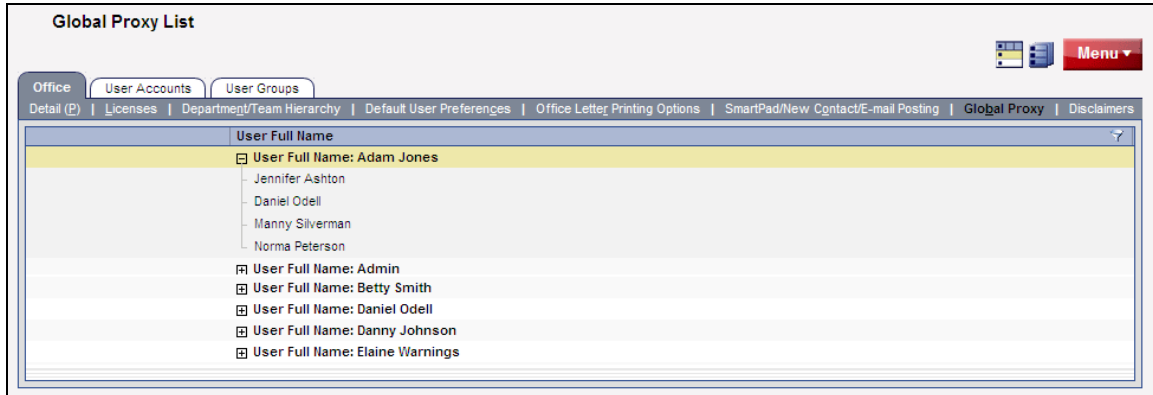 Global Proxy List
Menu
Office User Accounts User Groups
Detail (P) | Licenses | Department/Team Hierarchy | Default User Preferences | Office Letter Printing Options | SmartPad/New Contact/E-mail Posting | Global Proxy | Disclaimers
User Full Name
User Full Name: Adam Jones
Jennifer Ashton
Daniel Odell
Manny Silverman
Norma Peterson
User Full Name: Admin
User Full Name: Betty Smith
User Full Name: Daniel Odell
User Full Name: Danny Johnson
User Full Name: Elaine Warnings